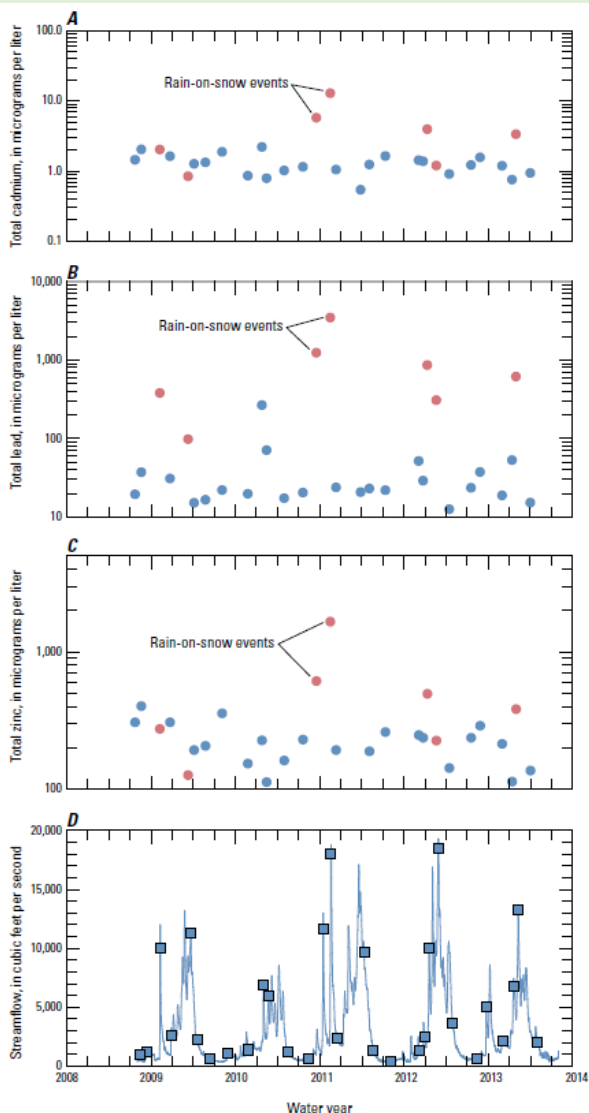 A
Total cadmium, in micrograms per liter
100.0
10.0
1.0
0.1
Rain-on-snow events
B
Total lead, in micrograms per liter
10,000
1,000
100
10
Rain-on-snow events
C
Total zinc, in micrograms per liter
1,000
100
Rain-on-snow events
D
Streamflow, in cubic feet per second
20,000
15,000
10,000
5,000
0
2008 2009 2010 2011 2012 2013 2014
Water year